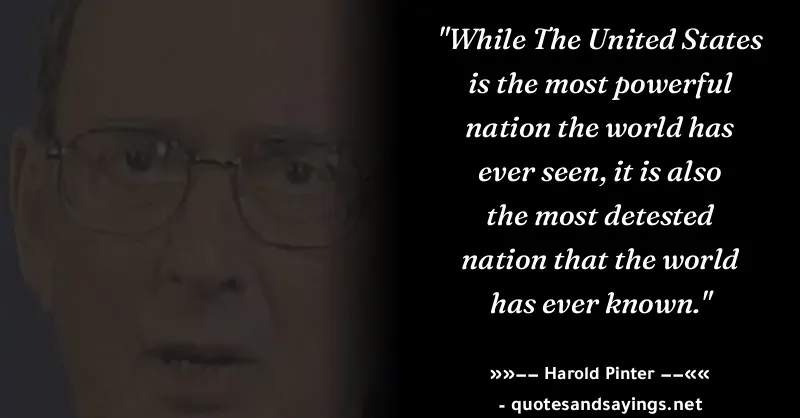 "While The United States
is the most powerful
nation the world has
ever seen, it is also
the most detested
nation that the world
has ever known."
»»−− Harold Pinter −−««
- quotesandsayings.net